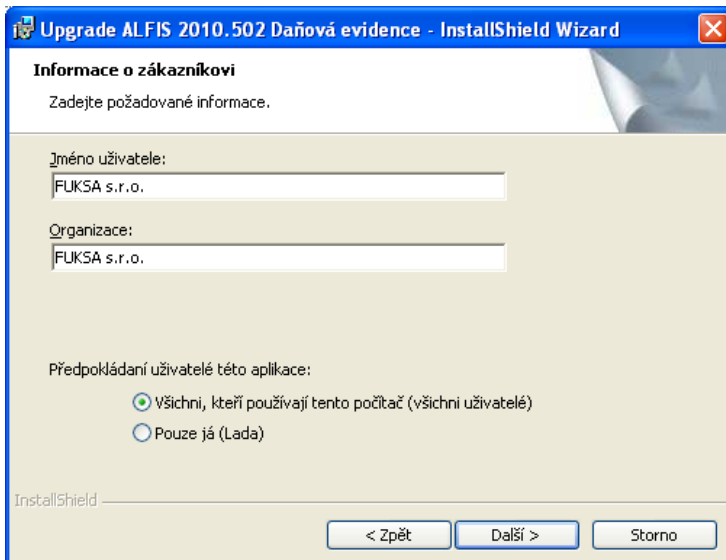 Upgrade ALFIS 2010.502 Daňová evidence - InstallShield Wizard
Informace o zákazníkovi
Zadejte požadované informace.
Jméno uživatele:
FUKSA s.r.o.
Organizace:
FUKSA s.r.o.
Předpokládaní uživatelé této aplikace:
Všichni, kteří používají tento počítač (všichni uživatelé)
Pouze já (Lada)
InstallShield
< Zpět Další > Storno